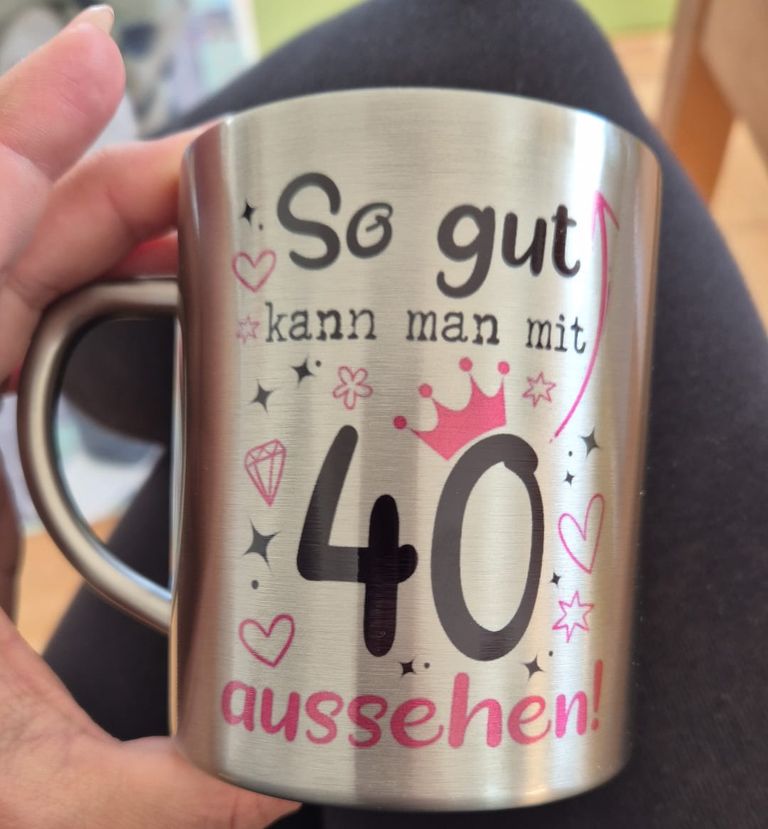 So gut
kann man mit
40
aussehen!